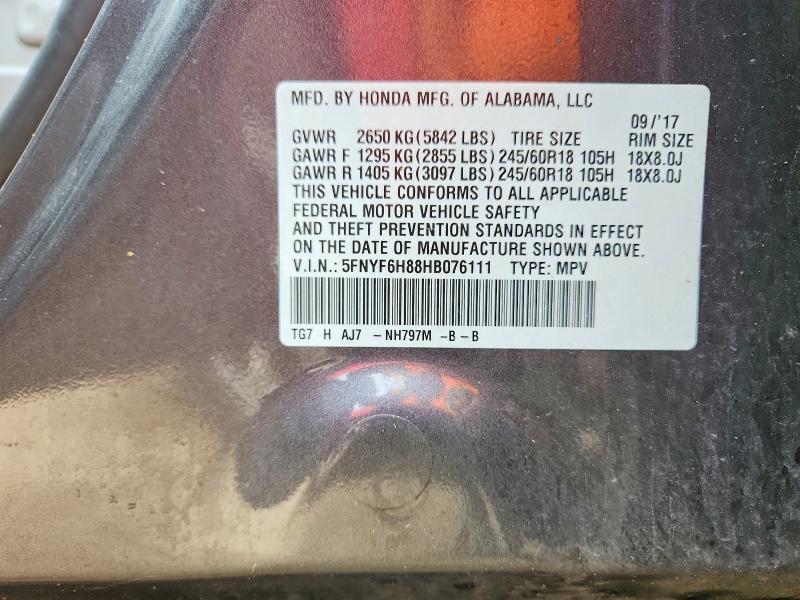 MFD. BY HONDA MFG. OF ALABAMA, LLC
09/'17
GVWR 2650 KG(5842 LBS) TIRE SIZE RIM SIZE
GAWR F 1295 KG(2855 LBS) 245/60R18 105H 18X8.0J
GAWR R 1405 KG(3097 LBS) 245/60R18 105H 18X8.0J
THIS VEHICLE CONFORMS TO ALL APPLICABLE
FEDERAL MOTOR VEHICLE SAFETY
AND THEFT PREVENTION STANDARDS IN EFFECT
ON THE DATE OF MANUFACTURE SHOWN ABOVE.
V.I.N.: 5FNYF6H88HB076111 TYPE: MPV
TG7 H AJ7 -NH797M -B-B